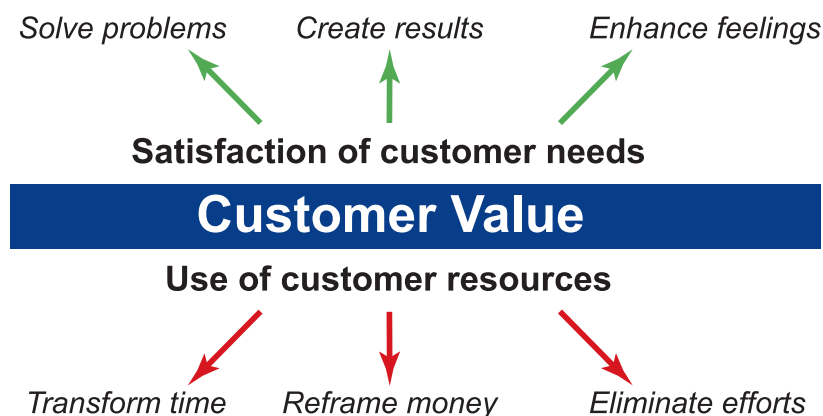 Solve problems Create results Enhance feelings
Satisfaction of customer needs
Customer Value
Use of customer resources
Transform time Reframe money Eliminate efforts